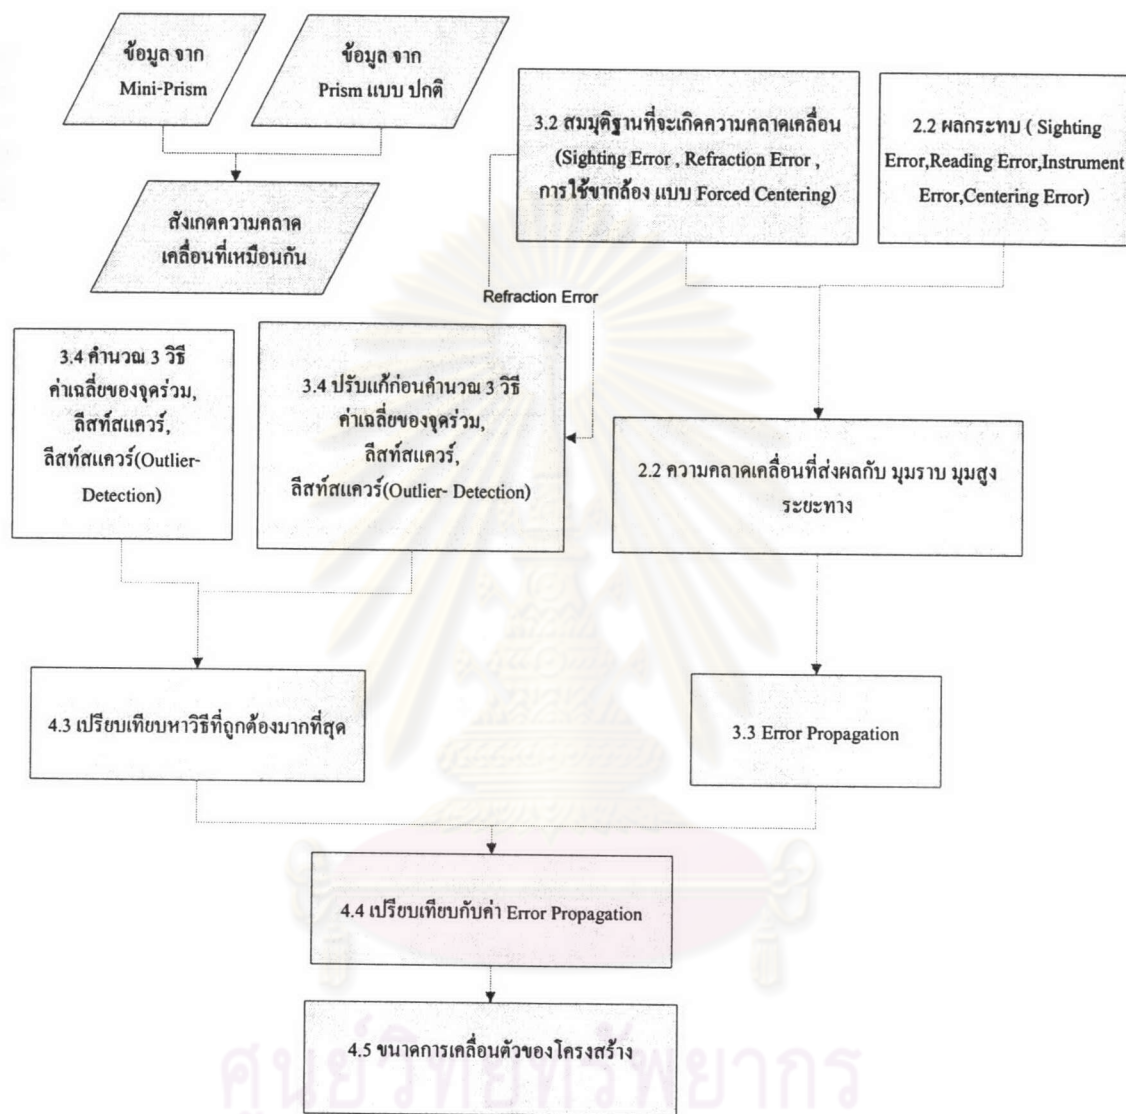 ข้อมูล จาก
Mini-Prism
ข้อมูล จาก
Prism แบบ ปกติ
3.2 สมมุติฐานที่จะเกิดความคลาดเคลื่อน
(Sighting Error , Refraction Error ,
การใช้ขากล้อง แบบ Forced Centering)
2.2 ผลกระทบ ( Sighting
Error,Reading Error,Instrument
Error,Centering Error)
สังเกตความคลาด
เคลื่อนที่เหมือนกัน
Refraction Error
3.4 คำนวณ 3 วิธี
ค่าเฉลี่ยของจุดร่วม,
ลีสท์สแควร์,
ลีสท์สแควร์(Outlier-
Detection)
3.4 ปรับแก้ก่อนคำนวณ 3 วิธี
ค่าเฉลี่ยของจุดร่วม,
ลีสท์สแควร์,
ลีสท์สแควร์(Outlier- Detection)
2.2 ความคลาดเคลื่อนที่ส่งผลกับ มุมราบ มุมสูง
ระยะทาง
4.3 เปรียบเทียบหาวิธีที่ถูกต้องมากที่สุด
3.3 Error Propagation
4.4 เปรียบเทียบกับค่า Error Propagation
4.5 ขนาดการเคลื่อนตัวของโครงสร้าง
ศูนย์วิทยทรัพยากร